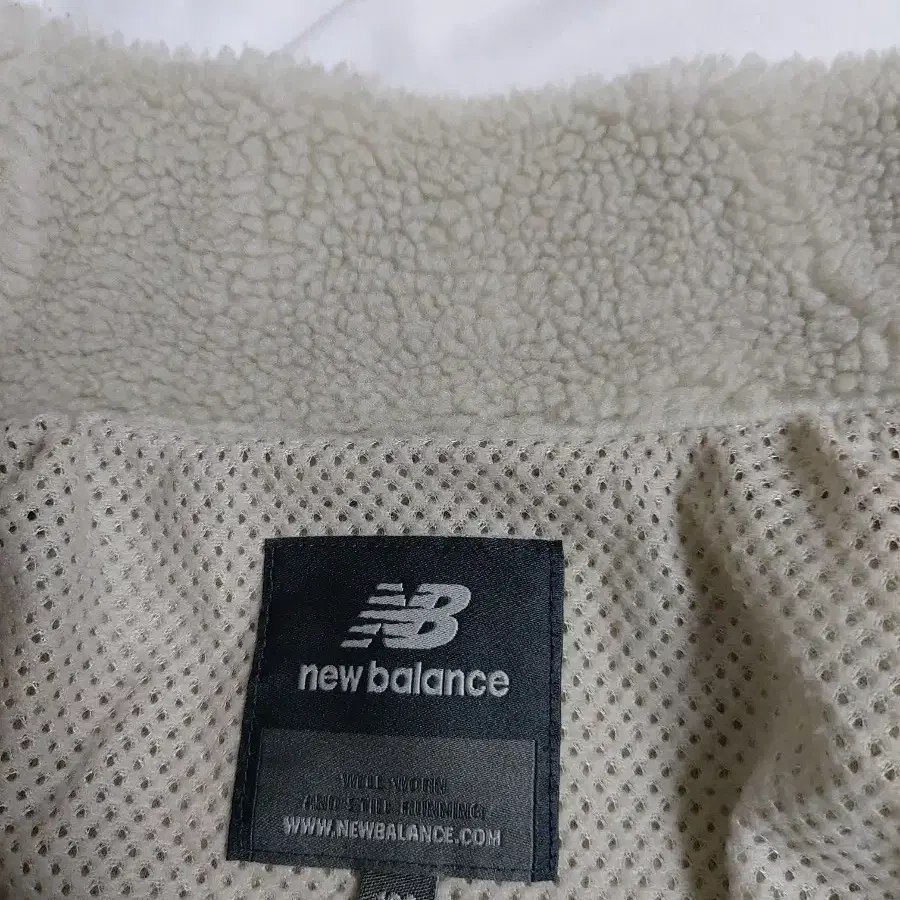 NB
new balance
WELL WORN
AND STILL RUNNING
WWW.NEWBALANCE.COM